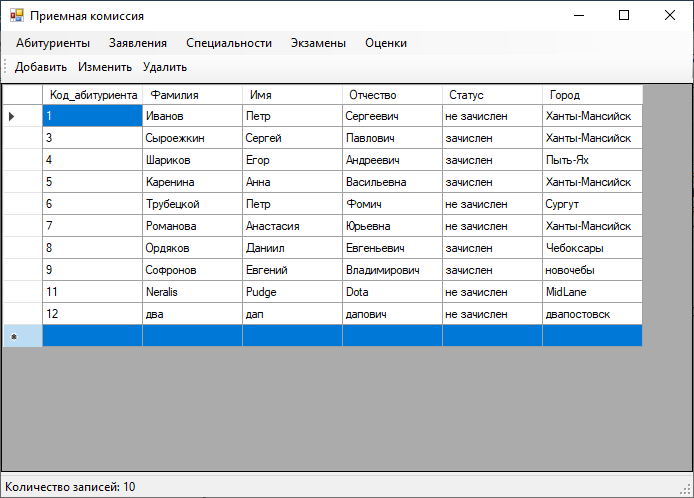 Приемная комиссия
Абитуриенты Заявления Специальности Экзамены Оценки
Добавить Изменить Удалить
Код_абитуриента Фамилия Имя Отчество Статус Город
1 Иванов Петр Сергеевич не зачислен Ханты-Мансийск
3 Сыроежкин Сергей Павлович зачислен Ханты-Мансийск
4 Шариков Егор Андреевич зачислен Пыть-Ях
5 Каренина Анна Васильевна зачислен Ханты-Мансийск
6 Трубецкой Петр Фомич не зачислен Сургут
7 Романова Анастасия Юрьевна не зачислен Ханты-Мансийск
8 Ордяков Даниил Евгеньевич зачислен Чебоксары
9 Софронов Евгений Владимирович зачислен новочебы
11 Neralis Pudge Dota не зачислен MidLane
12 два дап дапович не зачислен двапостовск
Количество записей: 10